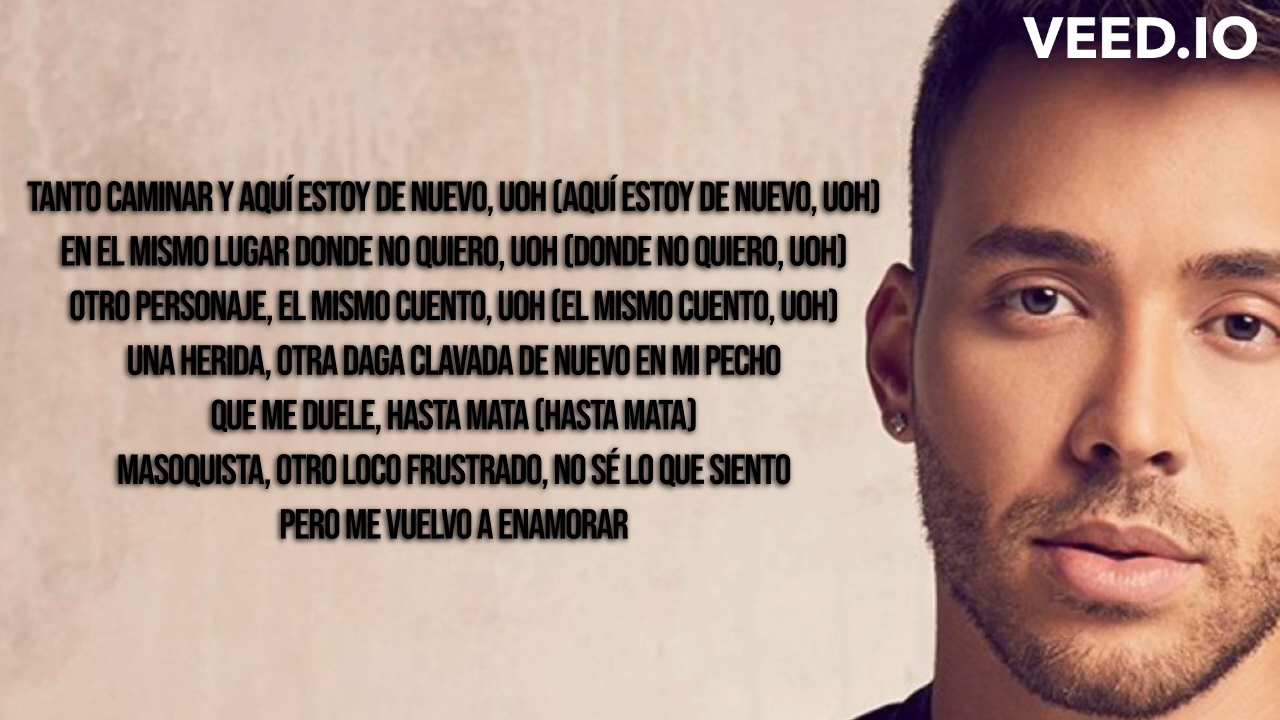 VEED.IO
TANTO CAMINAR Y AQUÍ ESTOY DE NUEVO, UOH (AQUÍ ESTOY DE NUEVO, UOH)
EN EL MISMO LUGAR DONDE NO QUIERO, UOH (DONDE NO QUIERO, UOH)
OTRO PERSONAJE, EL MISMO CUENTO, UOH (EL MISMO CUENTO, UOH)
UNA HERIDA, OTRA DAGA CLAVADA DE NUEVO EN MI PECHO
QUE ME DUELE, HASTA MATA (HASTA MATA)
MASOQUISTA, OTRO LOCO FRUSTRADO, NO SÉ LO QUE SIENTO
PERO ME VUELVO A ENAMORAR